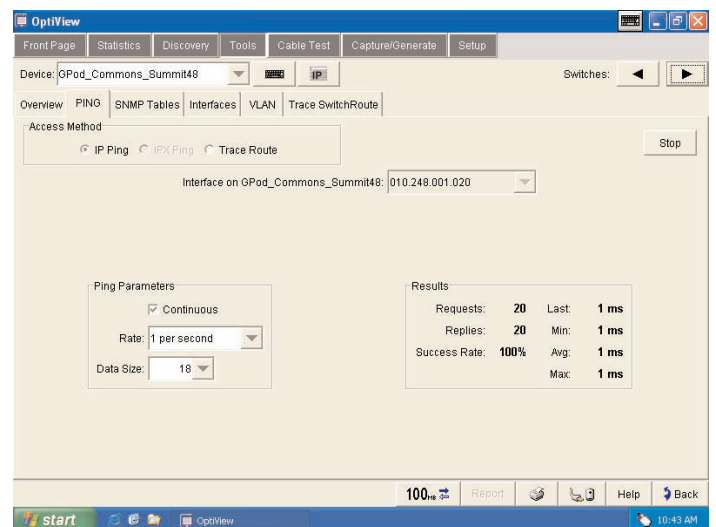 OptiView
Front Page Statistics Discovery Tools Cable Test Capture/Generate Setup
Device: GPod_Commons_Summit48 IP Switches:
Overview PING SNMP Tables Interfaces VLAN Trace SwitchRoute
Access Method
IP Ping IPX Ping Trace Route Stop
Interface on GPod_Commons_Summit48: 010.248.001.020
Ping Parameters
Continuous
Rate: 1 per second
Data Size: 18
Results
Requests: 20 Last: 1 ms
Replies: 20 Min: 1 ms
Success Rate: 100% Avg: 1 ms
Max: 1 ms
100MB Report Help Back
start OptiView 10:43 AM